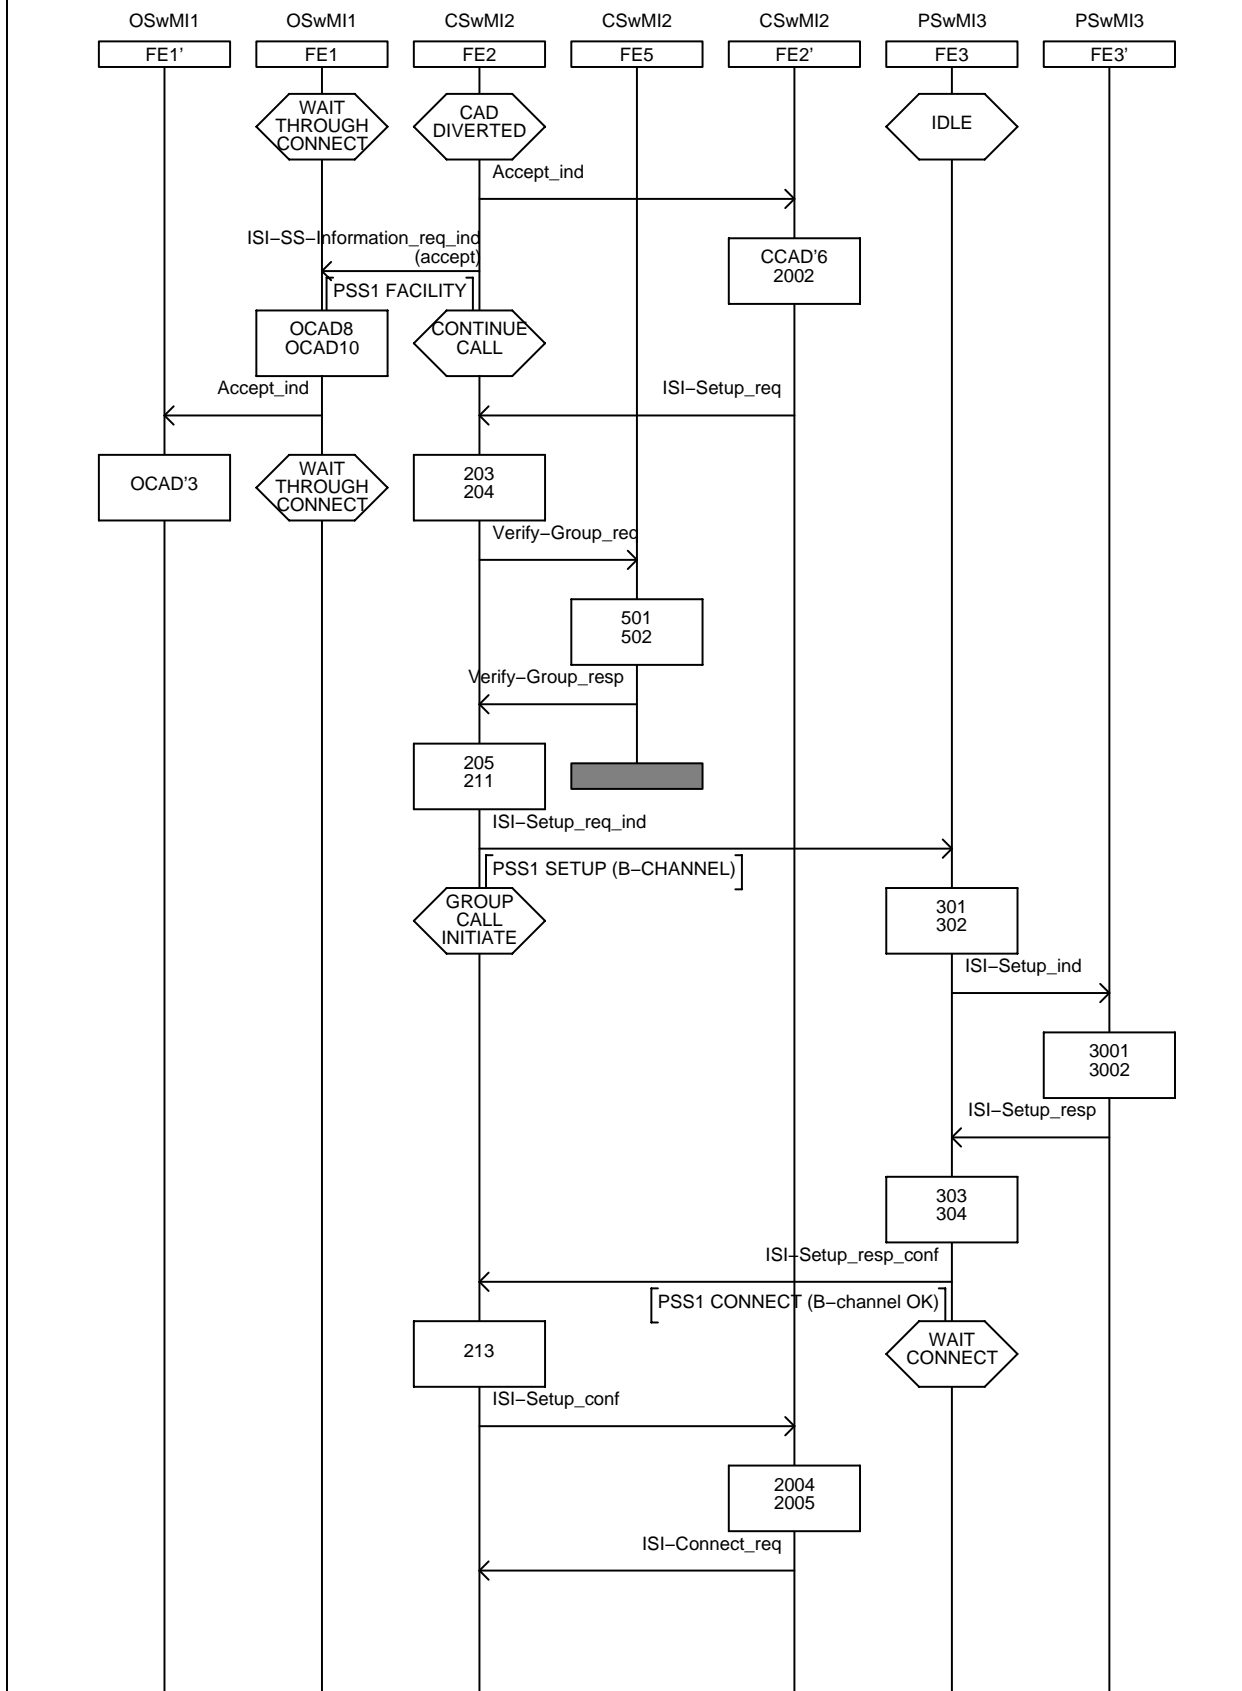 OSwMI1 OSwMI1 CSwMI2 CSwMI2 CSwMI2 PSwMI3 PSwMI3
FE1' FE1 FE2 FE5 FE2' FE3 FE3'
WAIT
THROUGH
CONNECT
CAD
DIVERTED
IDLE
Accept_ind
ISI-SS-Information_req_ind
(accept)
PSS1 FACILITY
CCAD'6
2002
OCAD8
OCAD10
CONTINUE
CALL
Accept_ind
ISI-Setup_req
OCAD'3
WAIT
THROUGH
CONNECT
203
204
Verify-Group_req
501
502
Verify-Group_resp
205
211
ISI-Setup_req_ind
PSS1 SETUP (B-CHANNEL)
GROUP
CALL
INITIATE
301
302
ISI-Setup_ind
3001
3002
ISI-Setup_resp
303
304
ISI-Setup_resp_conf
PSS1 CONNECT (B-channel OK)
213
WAIT
CONNECT
ISI-Setup_conf
2004
2005
ISI-Connect_req